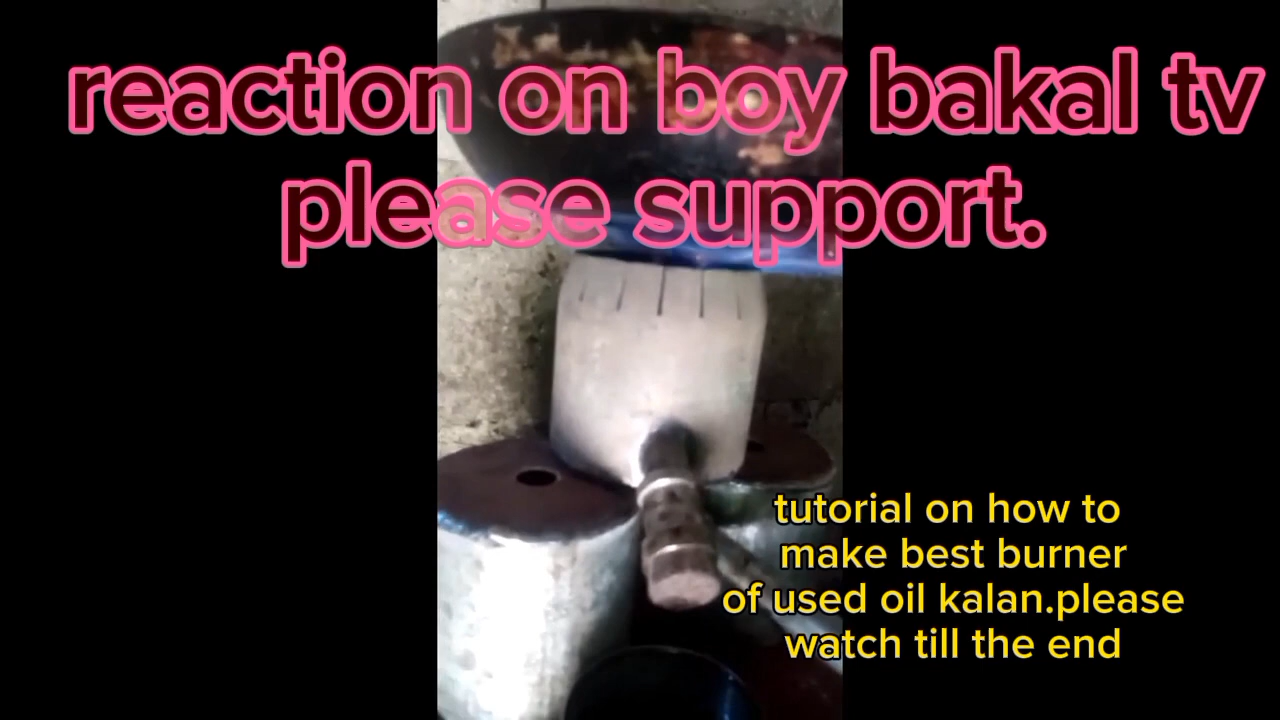 reaction on boy bakal tv
please support.
tutorial on how to
make best burner
of used oil kalan.please
watch till the end